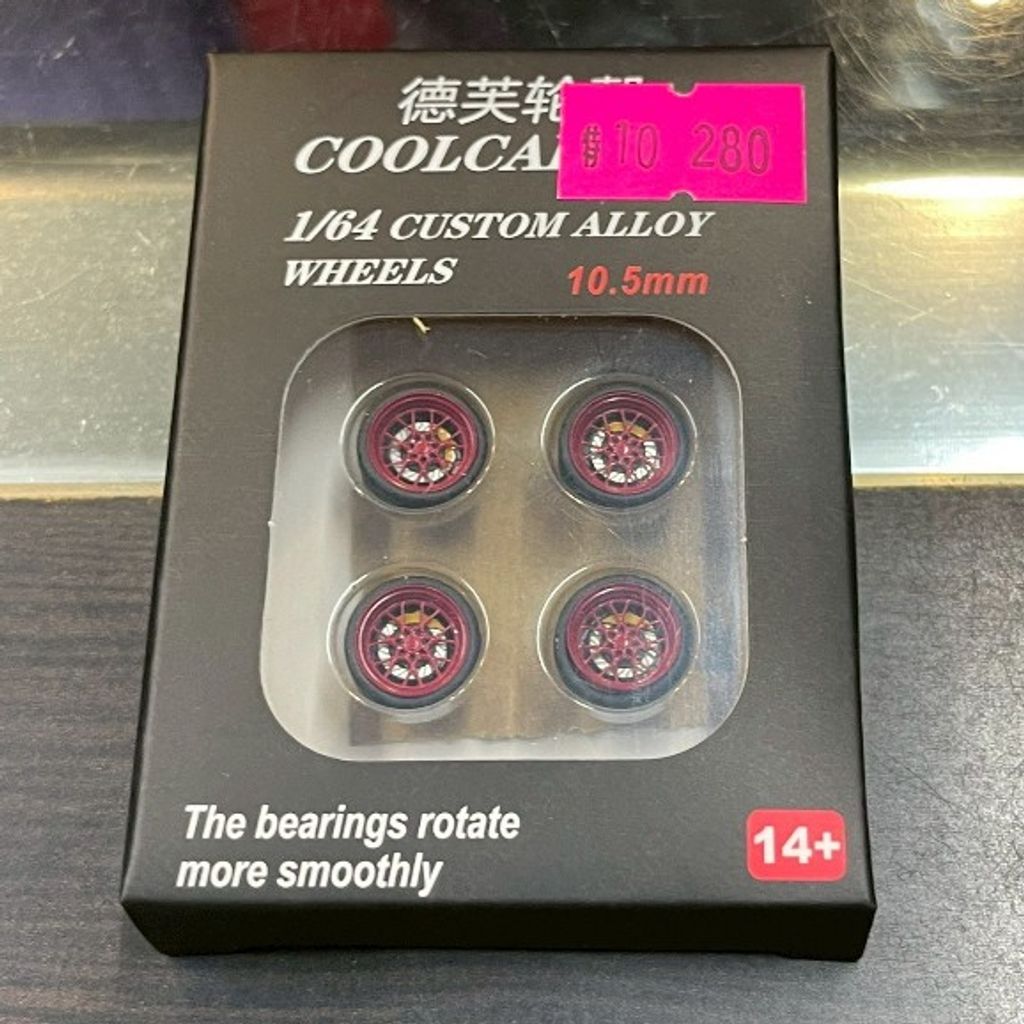 德芙轮
COOLCA
#10 280
1/64 CUSTOM ALLOY
WHEELS
10.5mm
The bearings rotate
more smoothly
14+